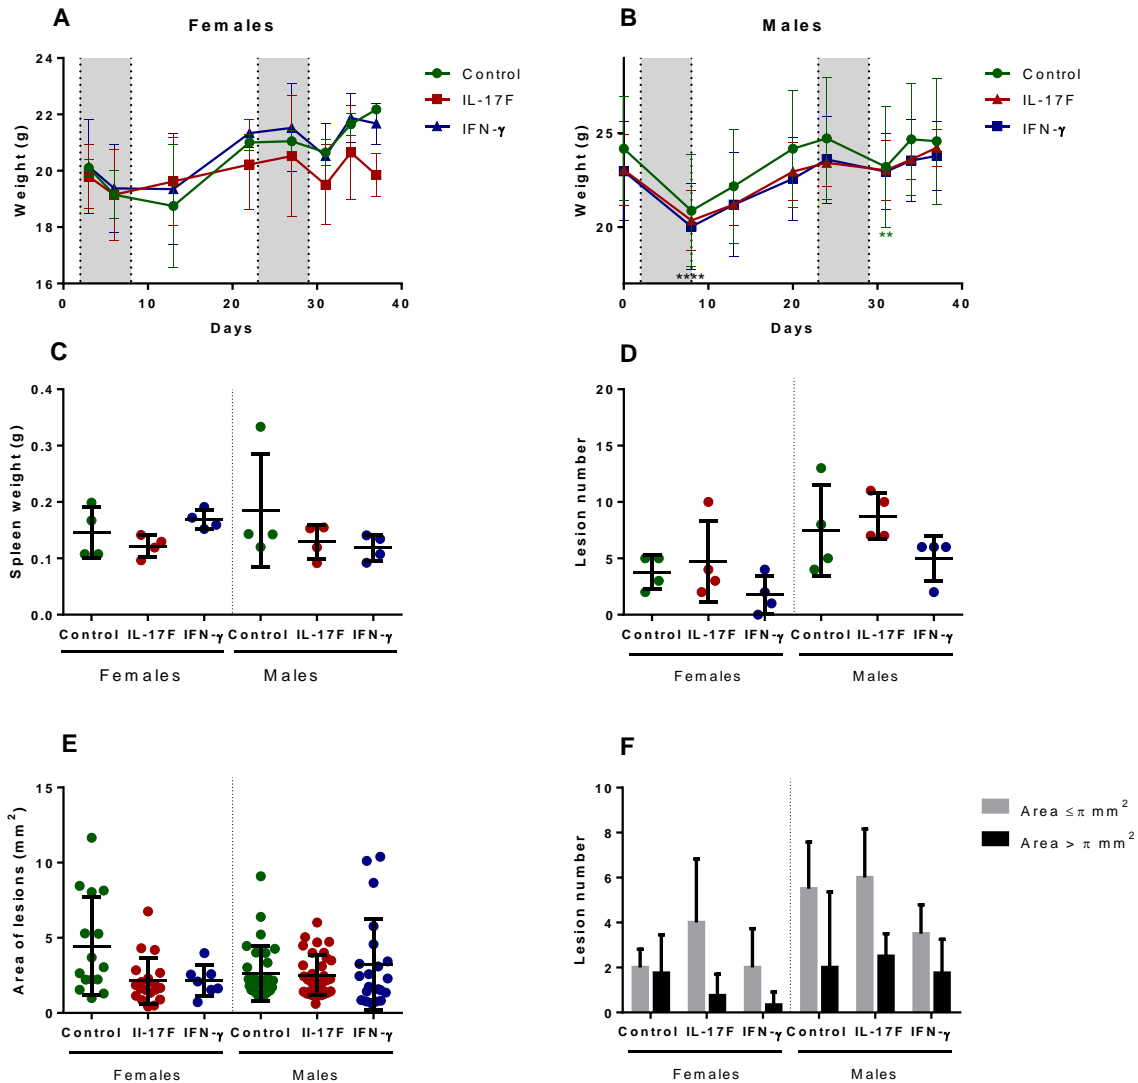 A
Females
Weight (g)
24
22
20
18
16
0
10
20
30
40
Days
Control
IL-17F
IFN-γ
B
Males
Weight (g)
25
20
0
10
20
30
40
Days
****
**
Control
IL-17F
IFN-γ
C
Spleen weight (g)
0.4
0.3
0.2
0.1
0.0
Control IL-17F IFN-γ Control IL-17F IFN-γ
Females Males
D
Lesion number
20
15
10
5
0
Control IL-17F IFN-γ Control IL-17F IFN-γ
Females Males
E
Area of lesions (mm²)
15
10
5
0
Control Il-17F IFN-γ Control Il-17F IFN-γ
Females Males
F
Lesion number
10
8
6
4
2
0
Control IL-17F IFN-γ Control IL-17F IFN-γ
Females Males
Area ≤ π mm²
Area > π mm²